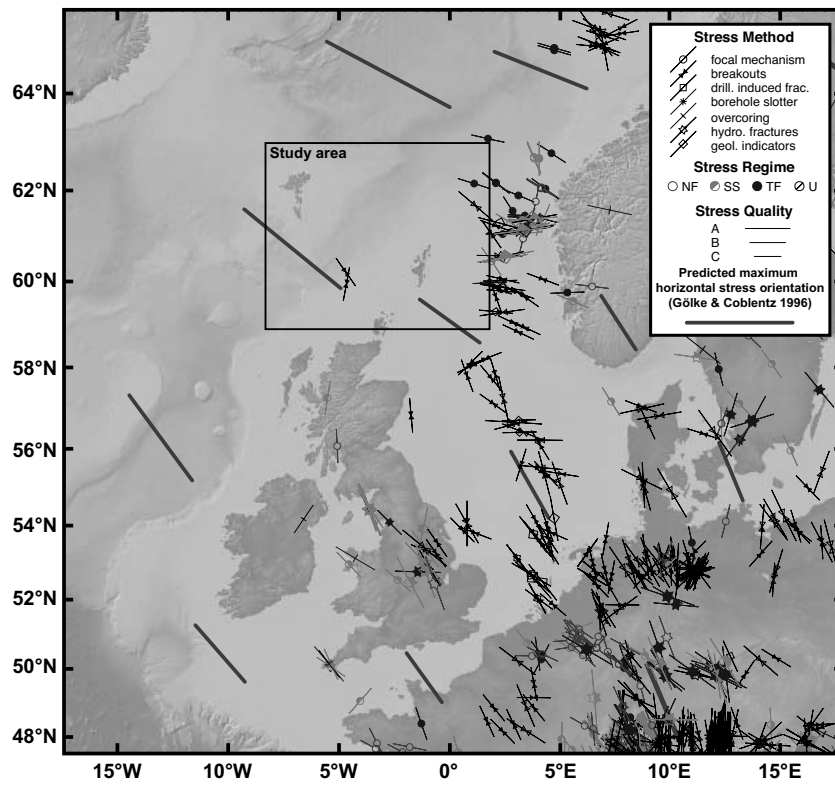 64°N
62°N
60°N
58°N
56°N
54°N
52°N
50°N
48°N
15°W
10°W
5°W
0°
5°E
10°E
15°E
Study area
Stress Method
focal mechanism
breakouts
drill. induced frac.
borehole slotter
overcoring
hydro. fractures
geol. indicators
Stress Regime
NF SS TF U
Stress Quality
A
B
C
Predicted maximum
horizontal stress orientation
(Gölke & Coblentz 1996)